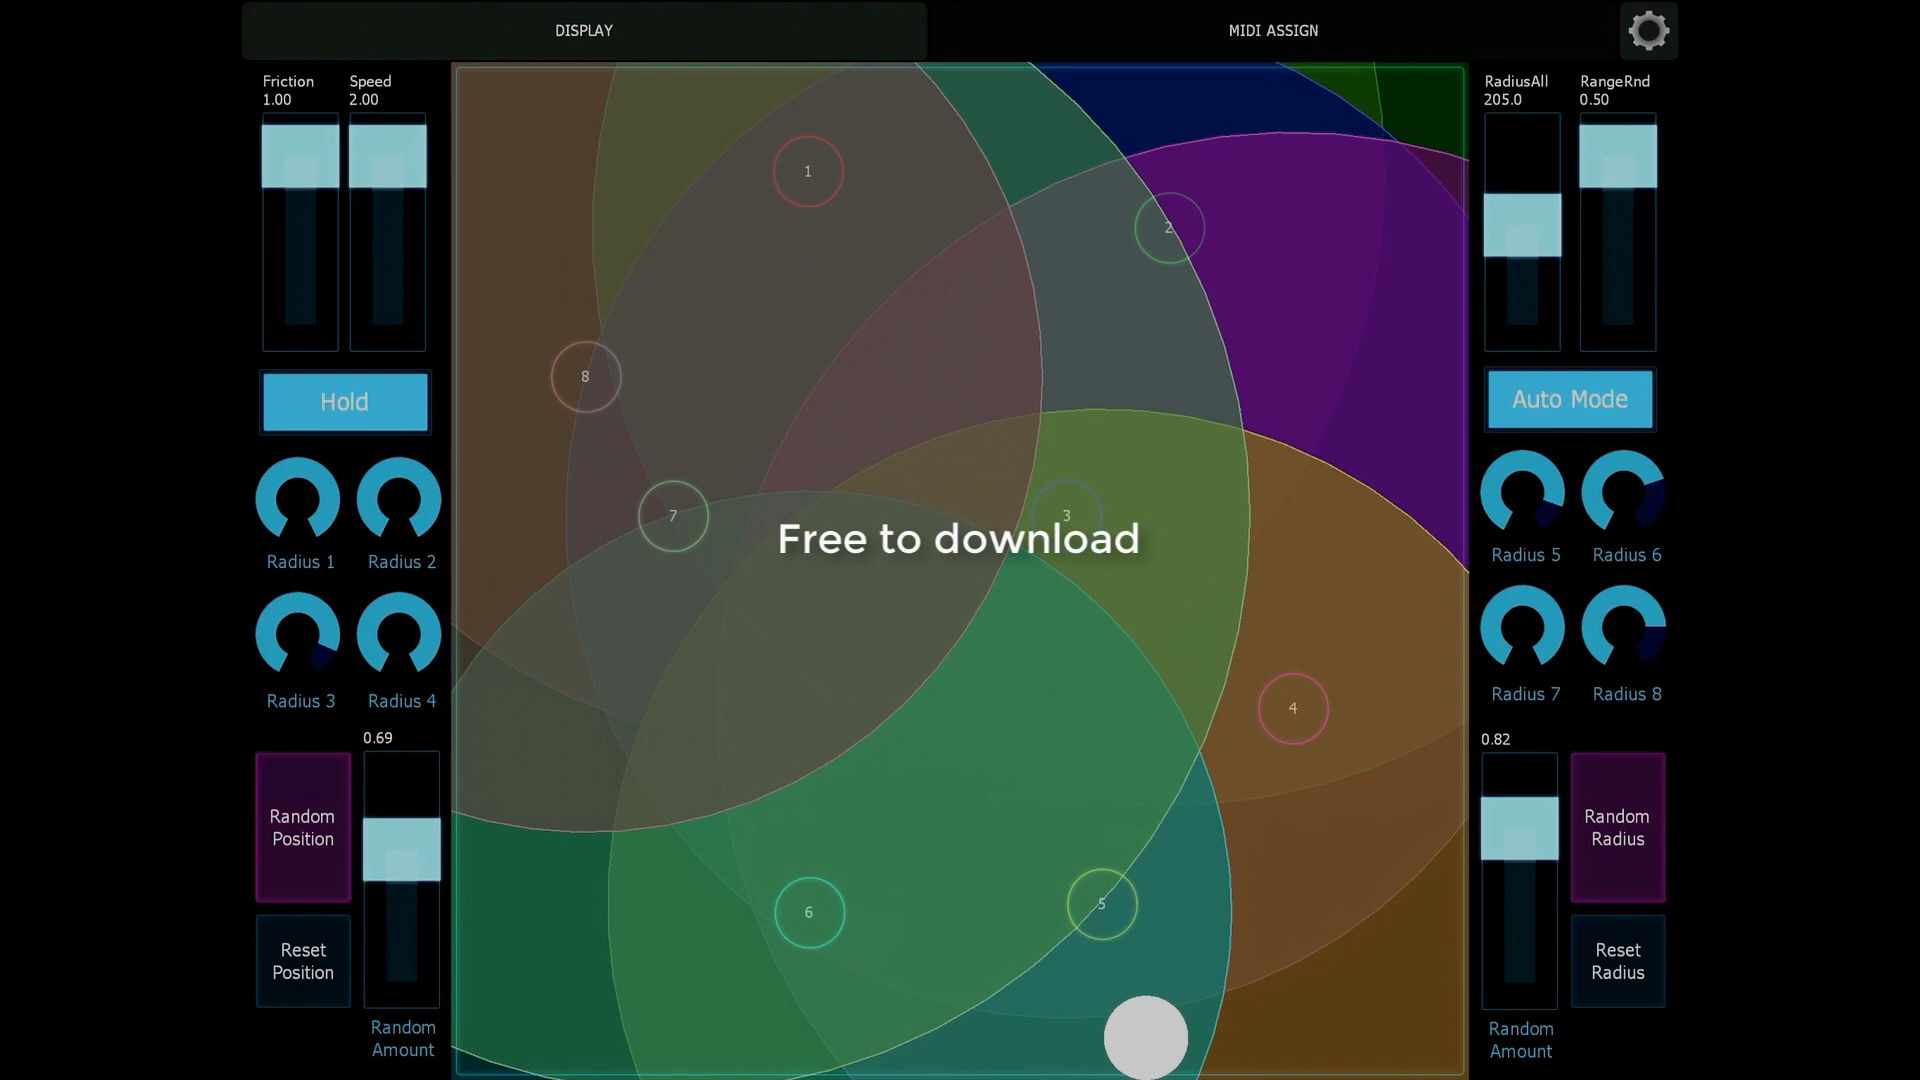 DISPLAY
MIDI ASSIGN
Friction
1.00
Speed
2.00
RadiusAll
205.0
RangeRnd
0.50
1
2
8
Hold
Auto Mode
7
3
Free to download
Radius 1
Radius 2
Radius 5
Radius 6
Radius 3
Radius 4
Radius 7
Radius 8
4
0.69
0.82
Random
Position
Random
Radius
6
5
Reset
Position
Reset
Radius
Random
Amount
Random
Amount